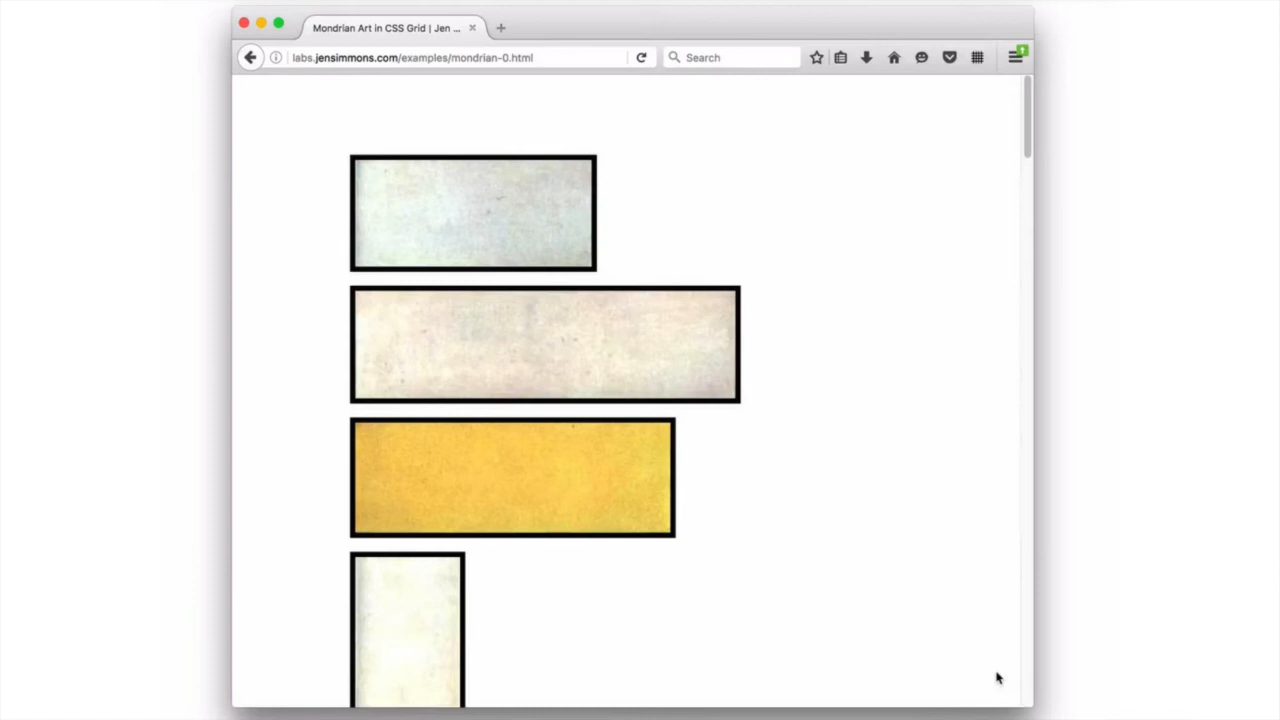 Mondrian Art in CSS Grid | Jen ...
labs.jensimmons.com/examples/mondrian-0.html
Search